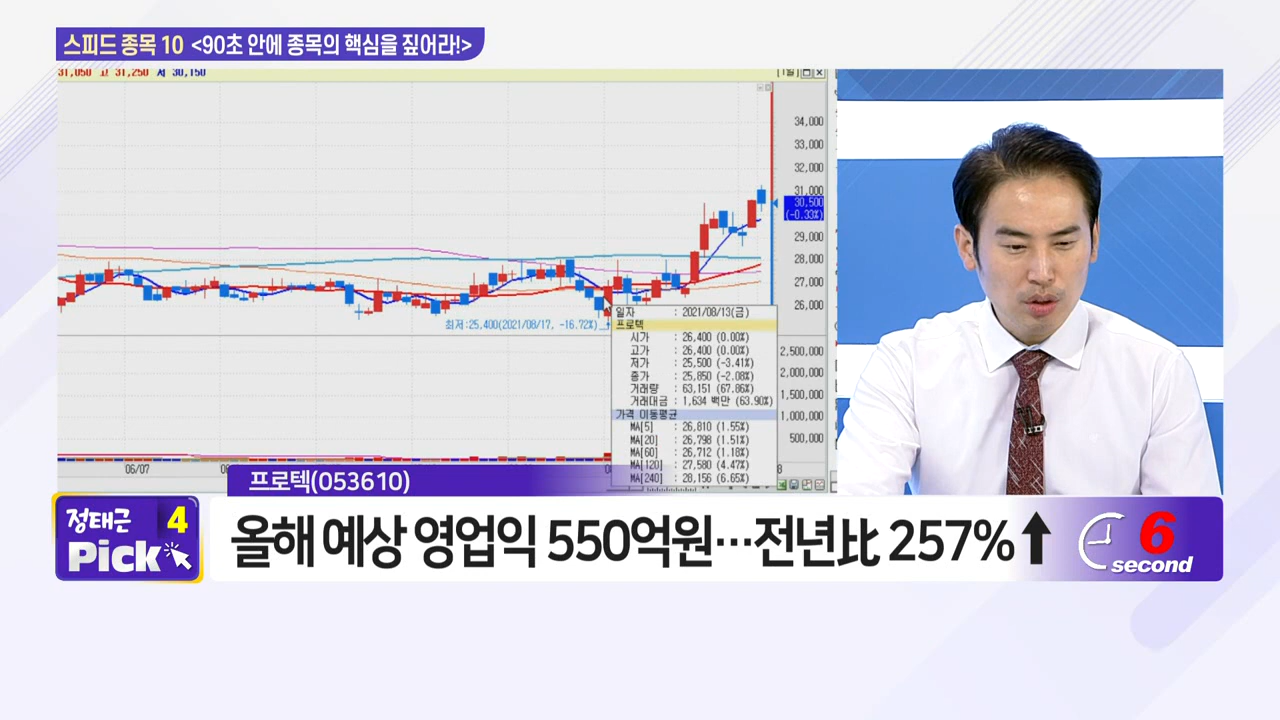 스피드 종목 10 <90초 안에 종목의 핵심을 짚어라!>
31,050 고 31,250 저 30,150
[1일]
34,000
33,000
32,000
31,000
30,500
(-0.33%)
29,000
28,000
27,000
26,000
최저:25,400(2021/08/17, -16.72%)
일자 : 2021/08/13(금)
프로텍
시가 : 26,400 (0.00%)
고가 : 26,400 (0.00%)
저가 : 25,500 (-3.41%)
종가 : 25,850 (-2.08%)
거래량 : 63,151 (67.86%)
거래대금 : 1,634 백만 (63.90%)
가격 이동평균
MA[5] : 26,810 (1.55%)
MA[20] : 26,798 (1.51%)
MA[60] : 26,712 (1.18%)
MA[120] : 27,580 (4.47%)
MA[240] : 28,156 (6.65%)
2,500,000
2,000,000
1,500,000
1,000,000
500,000
06/07
프로텍(053610)
정태근 4
Pick
올해 예상 영업익 550억원…전년比 257%↑
6
second